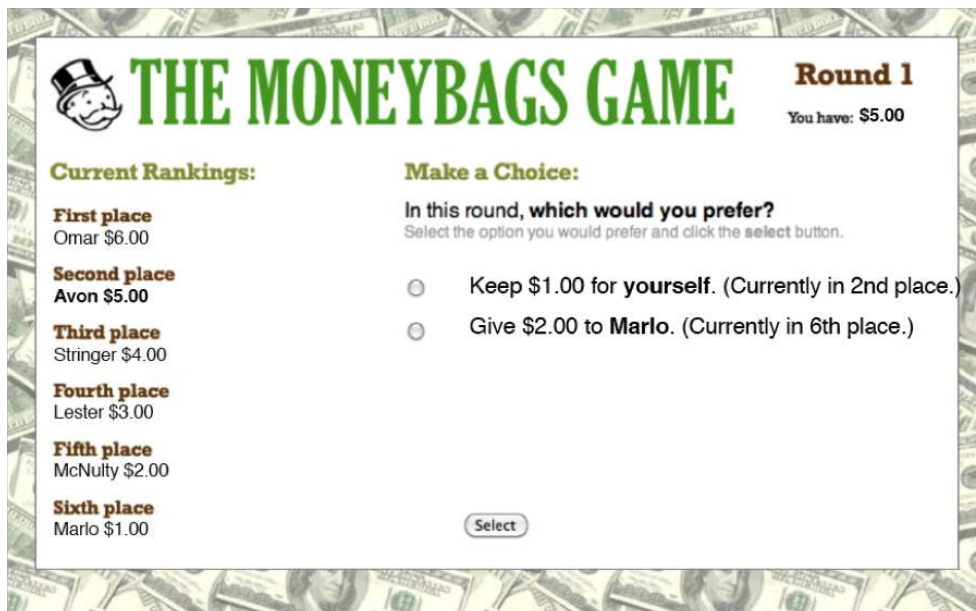 THE MONEYBAGS GAME
Round 1
You have: $5.00
Current Rankings:
First place
Omar $6.00
Second place
Avon $5.00
Third place
Stringer $4.00
Fourth place
Lester $3.00
Fifth place
McNulty $2.00
Sixth place
Marlo $1.00
Make a Choice:
In this round, which would you prefer?
Select the option you would prefer and click the select button.
Keep $1.00 for yourself. (Currently in 2nd place.)
Give $2.00 to Marlo. (Currently in 6th place.)
Select